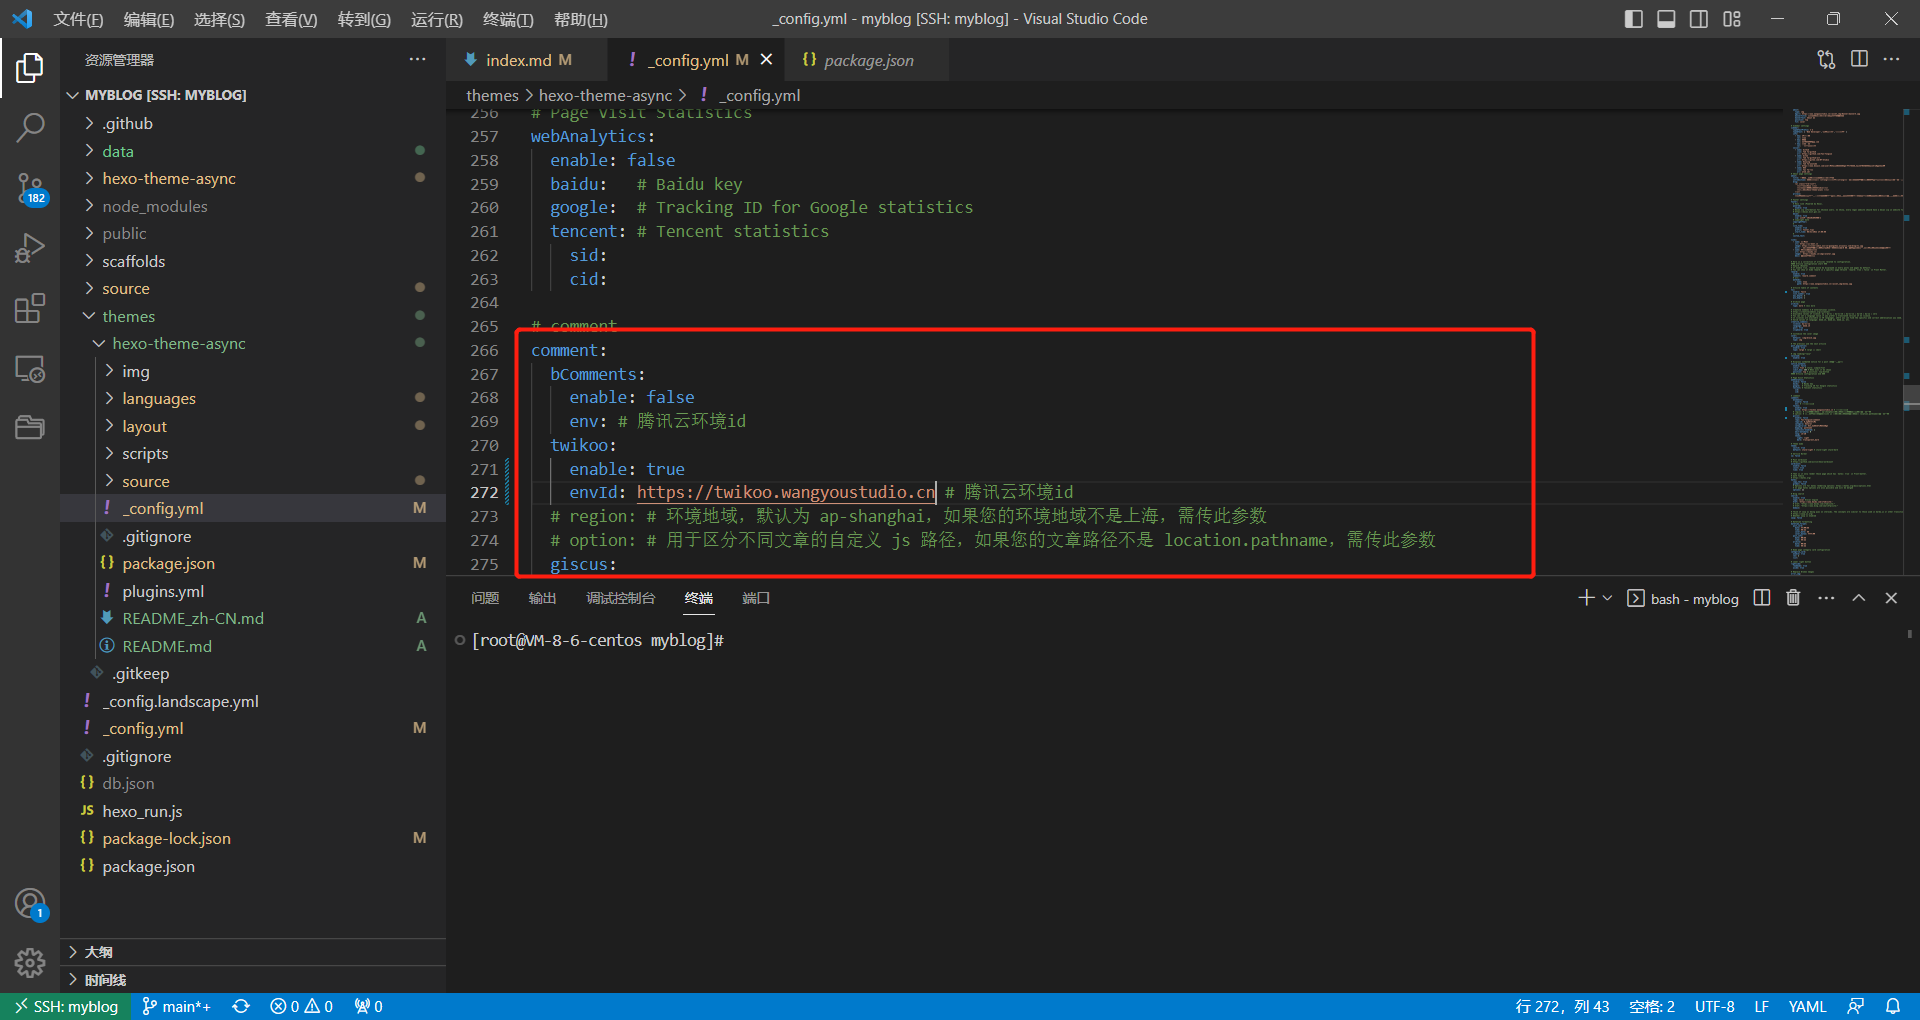 文件(F) 编辑(E) 选择(S) 查看(V) 转到(G) 运行(R) 终端(T) 帮助(H)
_config.yml - myblog [SSH: myblog] - Visual Studio Code
资源管理器
MYBLOG [SSH: MYBLOG]
.github
data
hexo-theme-async
node_modules
public
scaffolds
source
themes
hexo-theme-async
img
languages
layout
scripts
source
_config.yml M
.gitignore
package.json M
plugins.yml
README_zh-CN.md A
README.md A
.gitkeep
_config.landscape.yml
_config.yml M
.gitignore
db.json
JS hexo_run.js
package-lock.json M
package.json
大纲
时间线
182
1
index.md M
_config.yml M
package.json
themes > hexo-theme-async > ! _config.yml
256 # Page Visit Statistics
257 webAnalytics:
258 enable: false
259 baidu: # Baidu key
260 google: # Tracking ID for Google statistics
261 tencent: # Tencent statistics
262 sid:
263 cid:
264
265 # comment
266 comment:
267 bComments:
268 enable: false
269 env: # 腾讯云环境id
270 twikoo:
271 enable: true
272 envId: https://twikoo.wangyoustudio.cn # 腾讯云环境id
273 # region: # 环境地域，默认为 ap-shanghai，如果您的环境地域不是上海，需传此参数
274 # option: # 用于区分不同文章的自定义 js 路径，如果您的文章路径不是 location.pathname，需传此参数
275 giscus:
问题 输出 调试控制台 终端 端口
bash - myblog
[root@VM-8-6-centos myblog]#
SSH: myblog main*+ 0 0 0
行 272，列 43 空格: 2 UTF-8 LF YAML